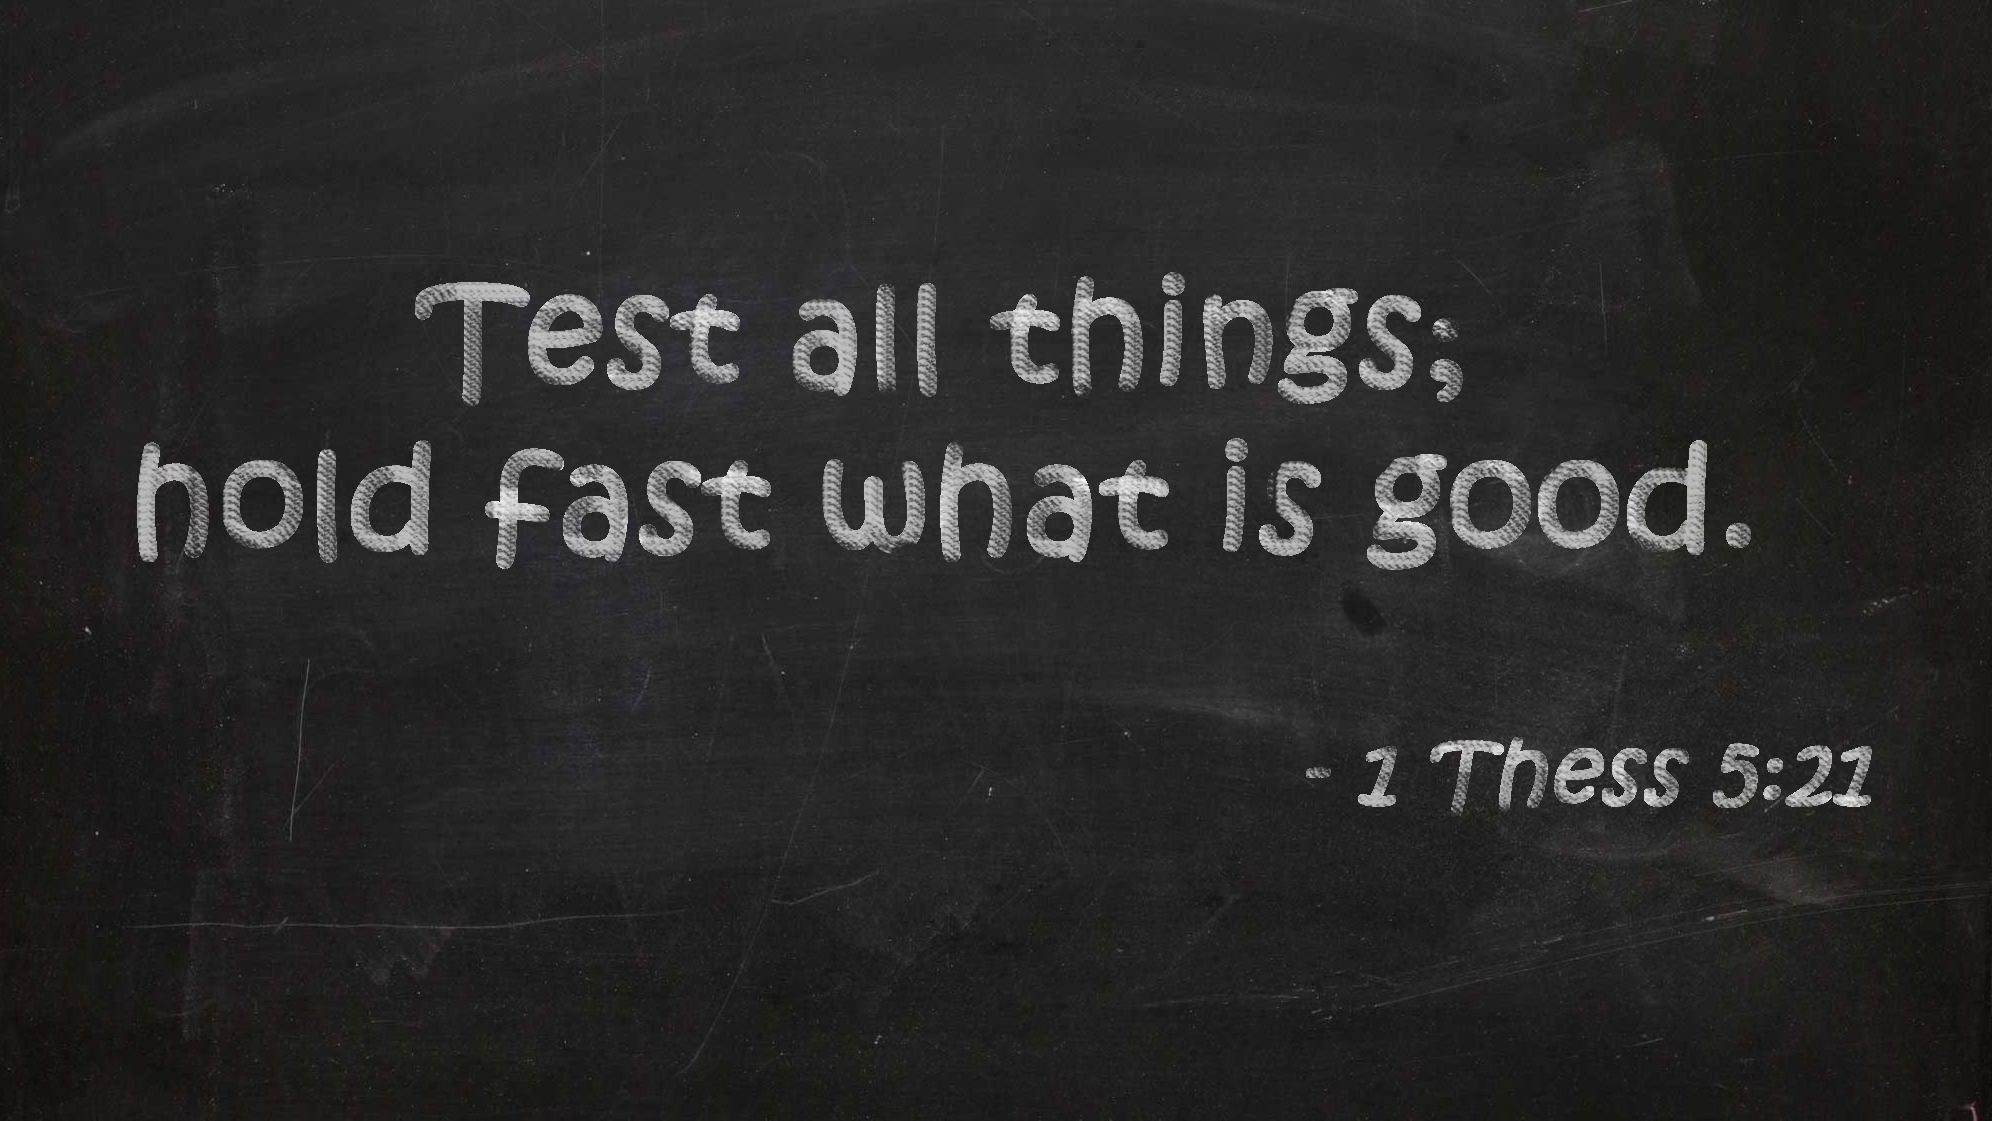 Test all things;
hold fast what is good.
- 1 Thess 5:21